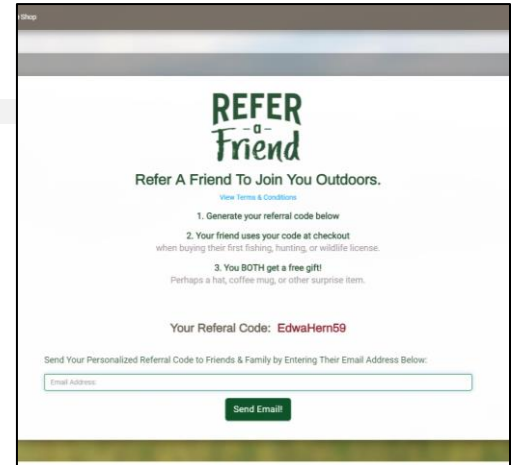 Shop
REFER
-a-
Friend
Refer A Friend To Join You Outdoors.
View Terms & Conditions
1. Generate your referral code below
2. Your friend uses your code at checkout
when buying their first fishing, hunting, or wildlife license.
3. You BOTH get a free gift!
Perhaps a hat, coffee mug, or other surprise item.
Your Referal Code: EdwaHern59
Send Your Personalized Referral Code to Friends & Family by Entering Their Email Address Below:
Email Address
Send Email!